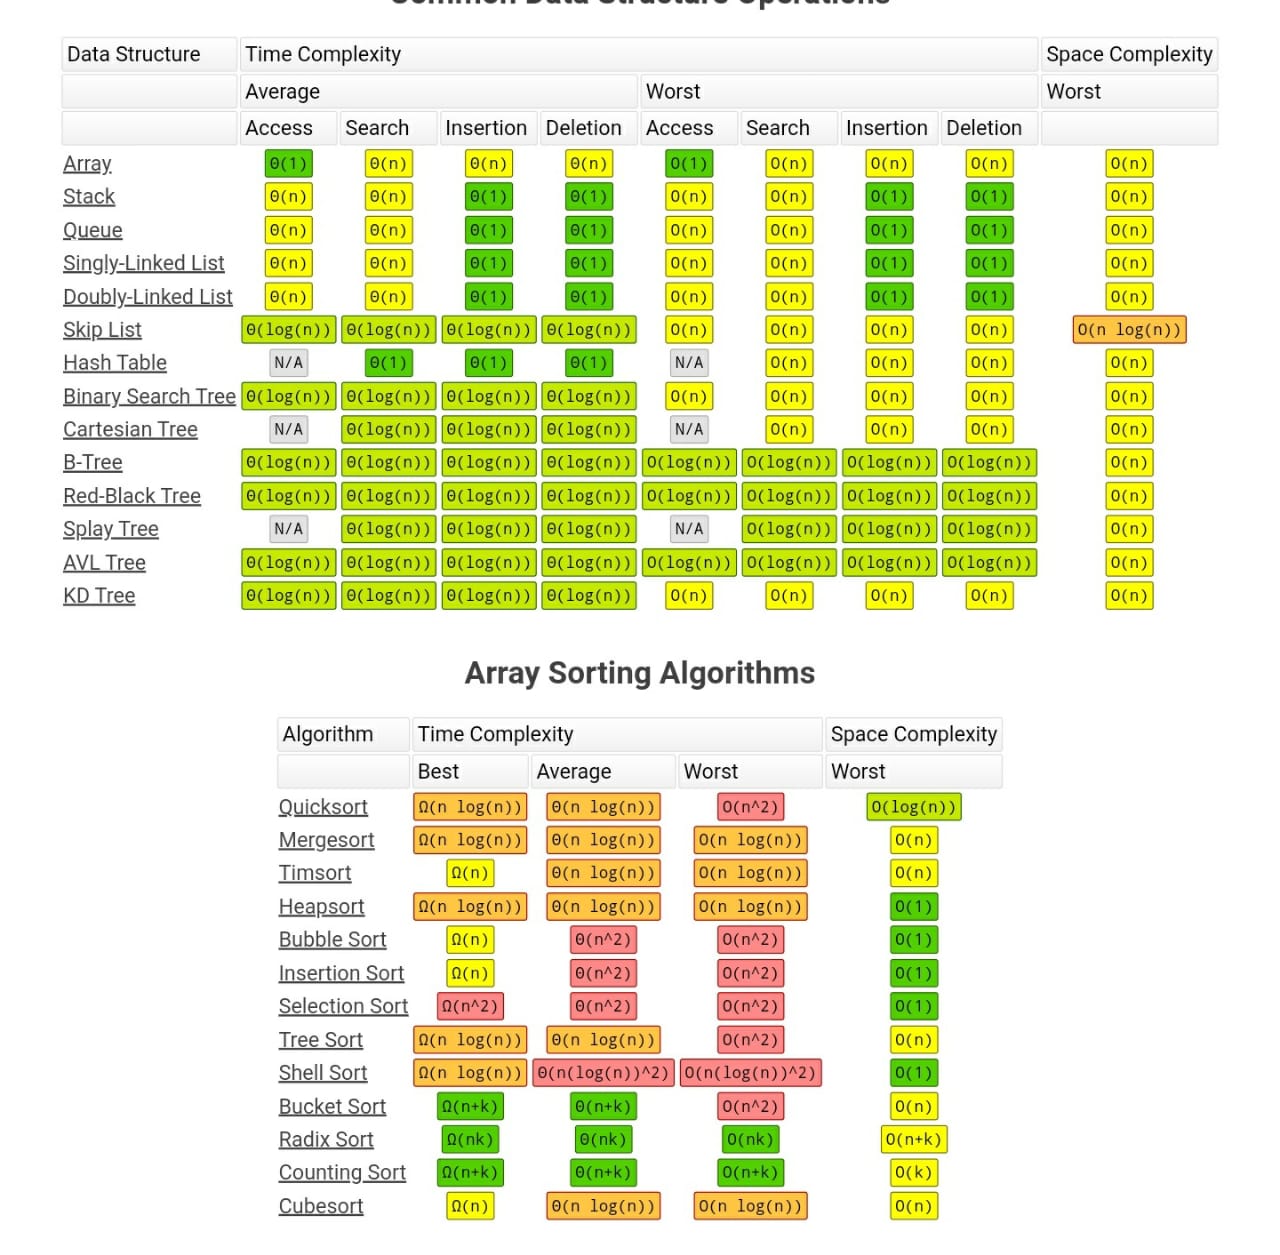 Common Data Structure Operations
Data Structure Time Complexity Space Complexity
Average Worst Worst
Access Search Insertion Deletion Access Search Insertion Deletion
Array Θ(1) Θ(n) Θ(n) Θ(n) O(1) O(n) O(n) O(n) O(n)
Stack Θ(n) Θ(n) Θ(1) Θ(1) O(n) O(n) O(1) O(1) O(n)
Queue Θ(n) Θ(n) Θ(1) Θ(1) O(n) O(n) O(1) O(1) O(n)
Singly-Linked List Θ(n) Θ(n) Θ(1) Θ(1) O(n) O(n) O(1) O(1) O(n)
Doubly-Linked List Θ(n) Θ(n) Θ(1) Θ(1) O(n) O(n) O(1) O(1) O(n)
Skip List Θ(log(n)) Θ(log(n)) Θ(log(n)) Θ(log(n)) O(n) O(n) O(n) O(n) O(n log(n))
Hash Table N/A Θ(1) Θ(1) Θ(1) N/A O(n) O(n) O(n) O(n)
Binary Search Tree Θ(log(n)) Θ(log(n)) Θ(log(n)) Θ(log(n)) O(n) O(n) O(n) O(n) O(n)
Cartesian Tree N/A Θ(log(n)) Θ(log(n)) Θ(log(n)) N/A O(n) O(n) O(n) O(n)
B-Tree Θ(log(n)) Θ(log(n)) Θ(log(n)) Θ(log(n)) O(log(n)) O(log(n)) O(log(n)) O(log(n)) O(n)
Red-Black Tree Θ(log(n)) Θ(log(n)) Θ(log(n)) Θ(log(n)) O(log(n)) O(log(n)) O(log(n)) O(log(n)) O(n)
Splay Tree N/A Θ(log(n)) Θ(log(n)) Θ(log(n)) N/A O(log(n)) O(log(n)) O(log(n)) O(n)
AVL Tree Θ(log(n)) Θ(log(n)) Θ(log(n)) Θ(log(n)) O(log(n)) O(log(n)) O(log(n)) O(log(n)) O(n)
KD Tree Θ(log(n)) Θ(log(n)) Θ(log(n)) Θ(log(n)) O(n) O(n) O(n) O(n) O(n)
Array Sorting Algorithms
Algorithm Time Complexity Space Complexity
Best Average Worst Worst
Quicksort Ω(n log(n)) Θ(n log(n)) O(n^2) O(log(n))
Mergesort Ω(n log(n)) Θ(n log(n)) O(n log(n)) O(n)
Timsort Ω(n) Θ(n log(n)) O(n log(n)) O(n)
Heapsort Ω(n log(n)) Θ(n log(n)) O(n log(n)) O(1)
Bubble Sort Ω(n) Θ(n^2) O(n^2) O(1)
Insertion Sort Ω(n) Θ(n^2) O(n^2) O(1)
Selection Sort Ω(n^2) Θ(n^2) O(n^2) O(1)
Tree Sort Ω(n log(n)) Θ(n log(n)) O(n^2) O(n)
Shell Sort Ω(n log(n)) Θ(n(log(n))^2) O(n(log(n))^2) O(1)
Bucket Sort Ω(n+k) Θ(n+k) O(n^2) O(n)
Radix Sort Ω(nk) Θ(nk) O(nk) O(n+k)
Counting Sort Ω(n+k) Θ(n+k) O(n+k) O(k)
Cubesort Ω(n) Θ(n log(n)) O(n log(n)) O(n)